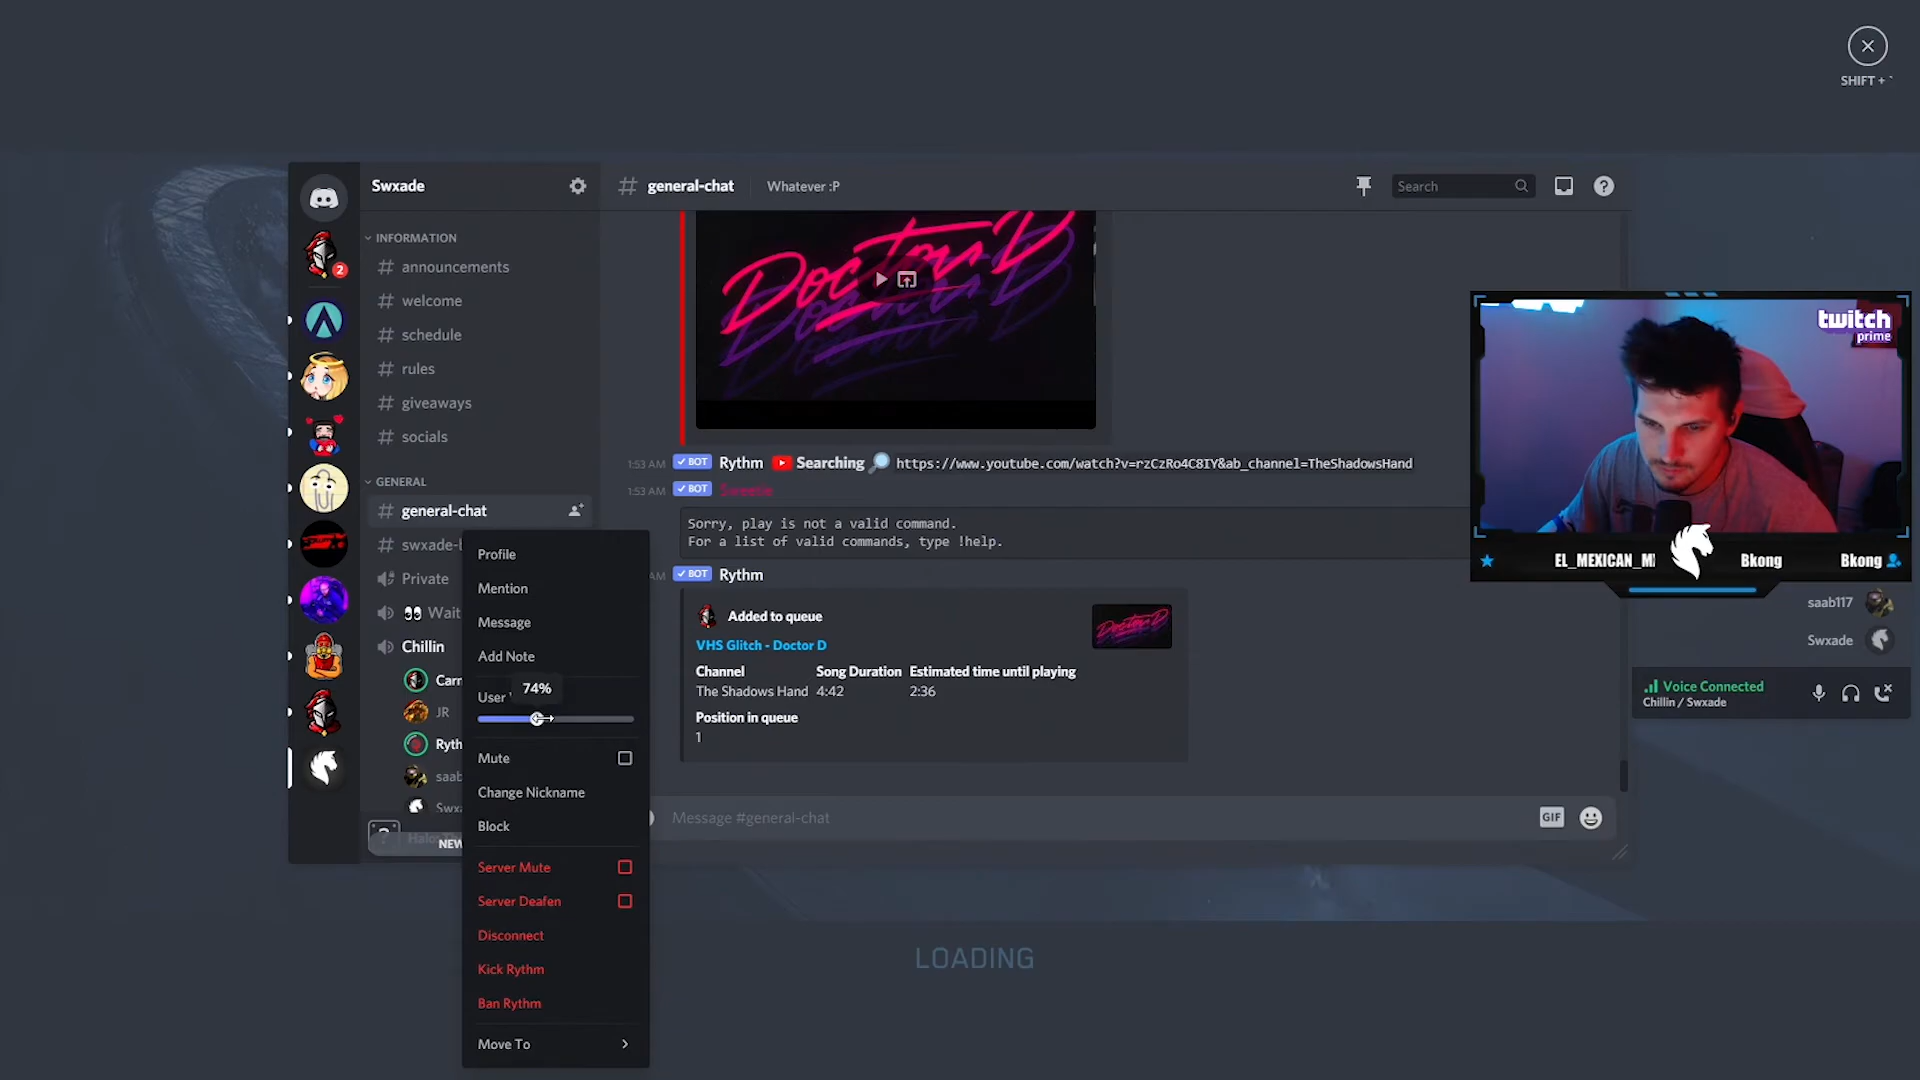 SHIFT + `
Swxade
general-chat
Whatever :P
Search
INFORMATION
announcements
welcome
schedule
rules
giveaways
socials
GENERAL
general-chat
Private
Chillin
JR
NEW
2
Doctor D
1:53 AM BOT Rythm Searching https://www.youtube.com/watch?v=rzCzRo4C8IY&ab_channel=TheShadowsHand
1:53 AM BOT Sweetie
Sorry, play is not a valid command.
For a list of valid commands, type !help.
AM BOT Rythm
Added to queue
VHS Glitch - Doctor D
Channel Song Duration Estimated time until playing
The Shadows Hand 4:42 2:36
Position in queue
1
Message #general-chat
GIF
Profile
Mention
Message
Add Note
User
74%
Mute
Change Nickname
Block
Server Mute
Server Deafen
Disconnect
Kick Rythm
Ban Rythm
Move To
twitch
prime
EL_MEXICAN_M
Bkong
Bkong
saab117
Swxade
Voice Connected
Chillin / Swxade
LOADING